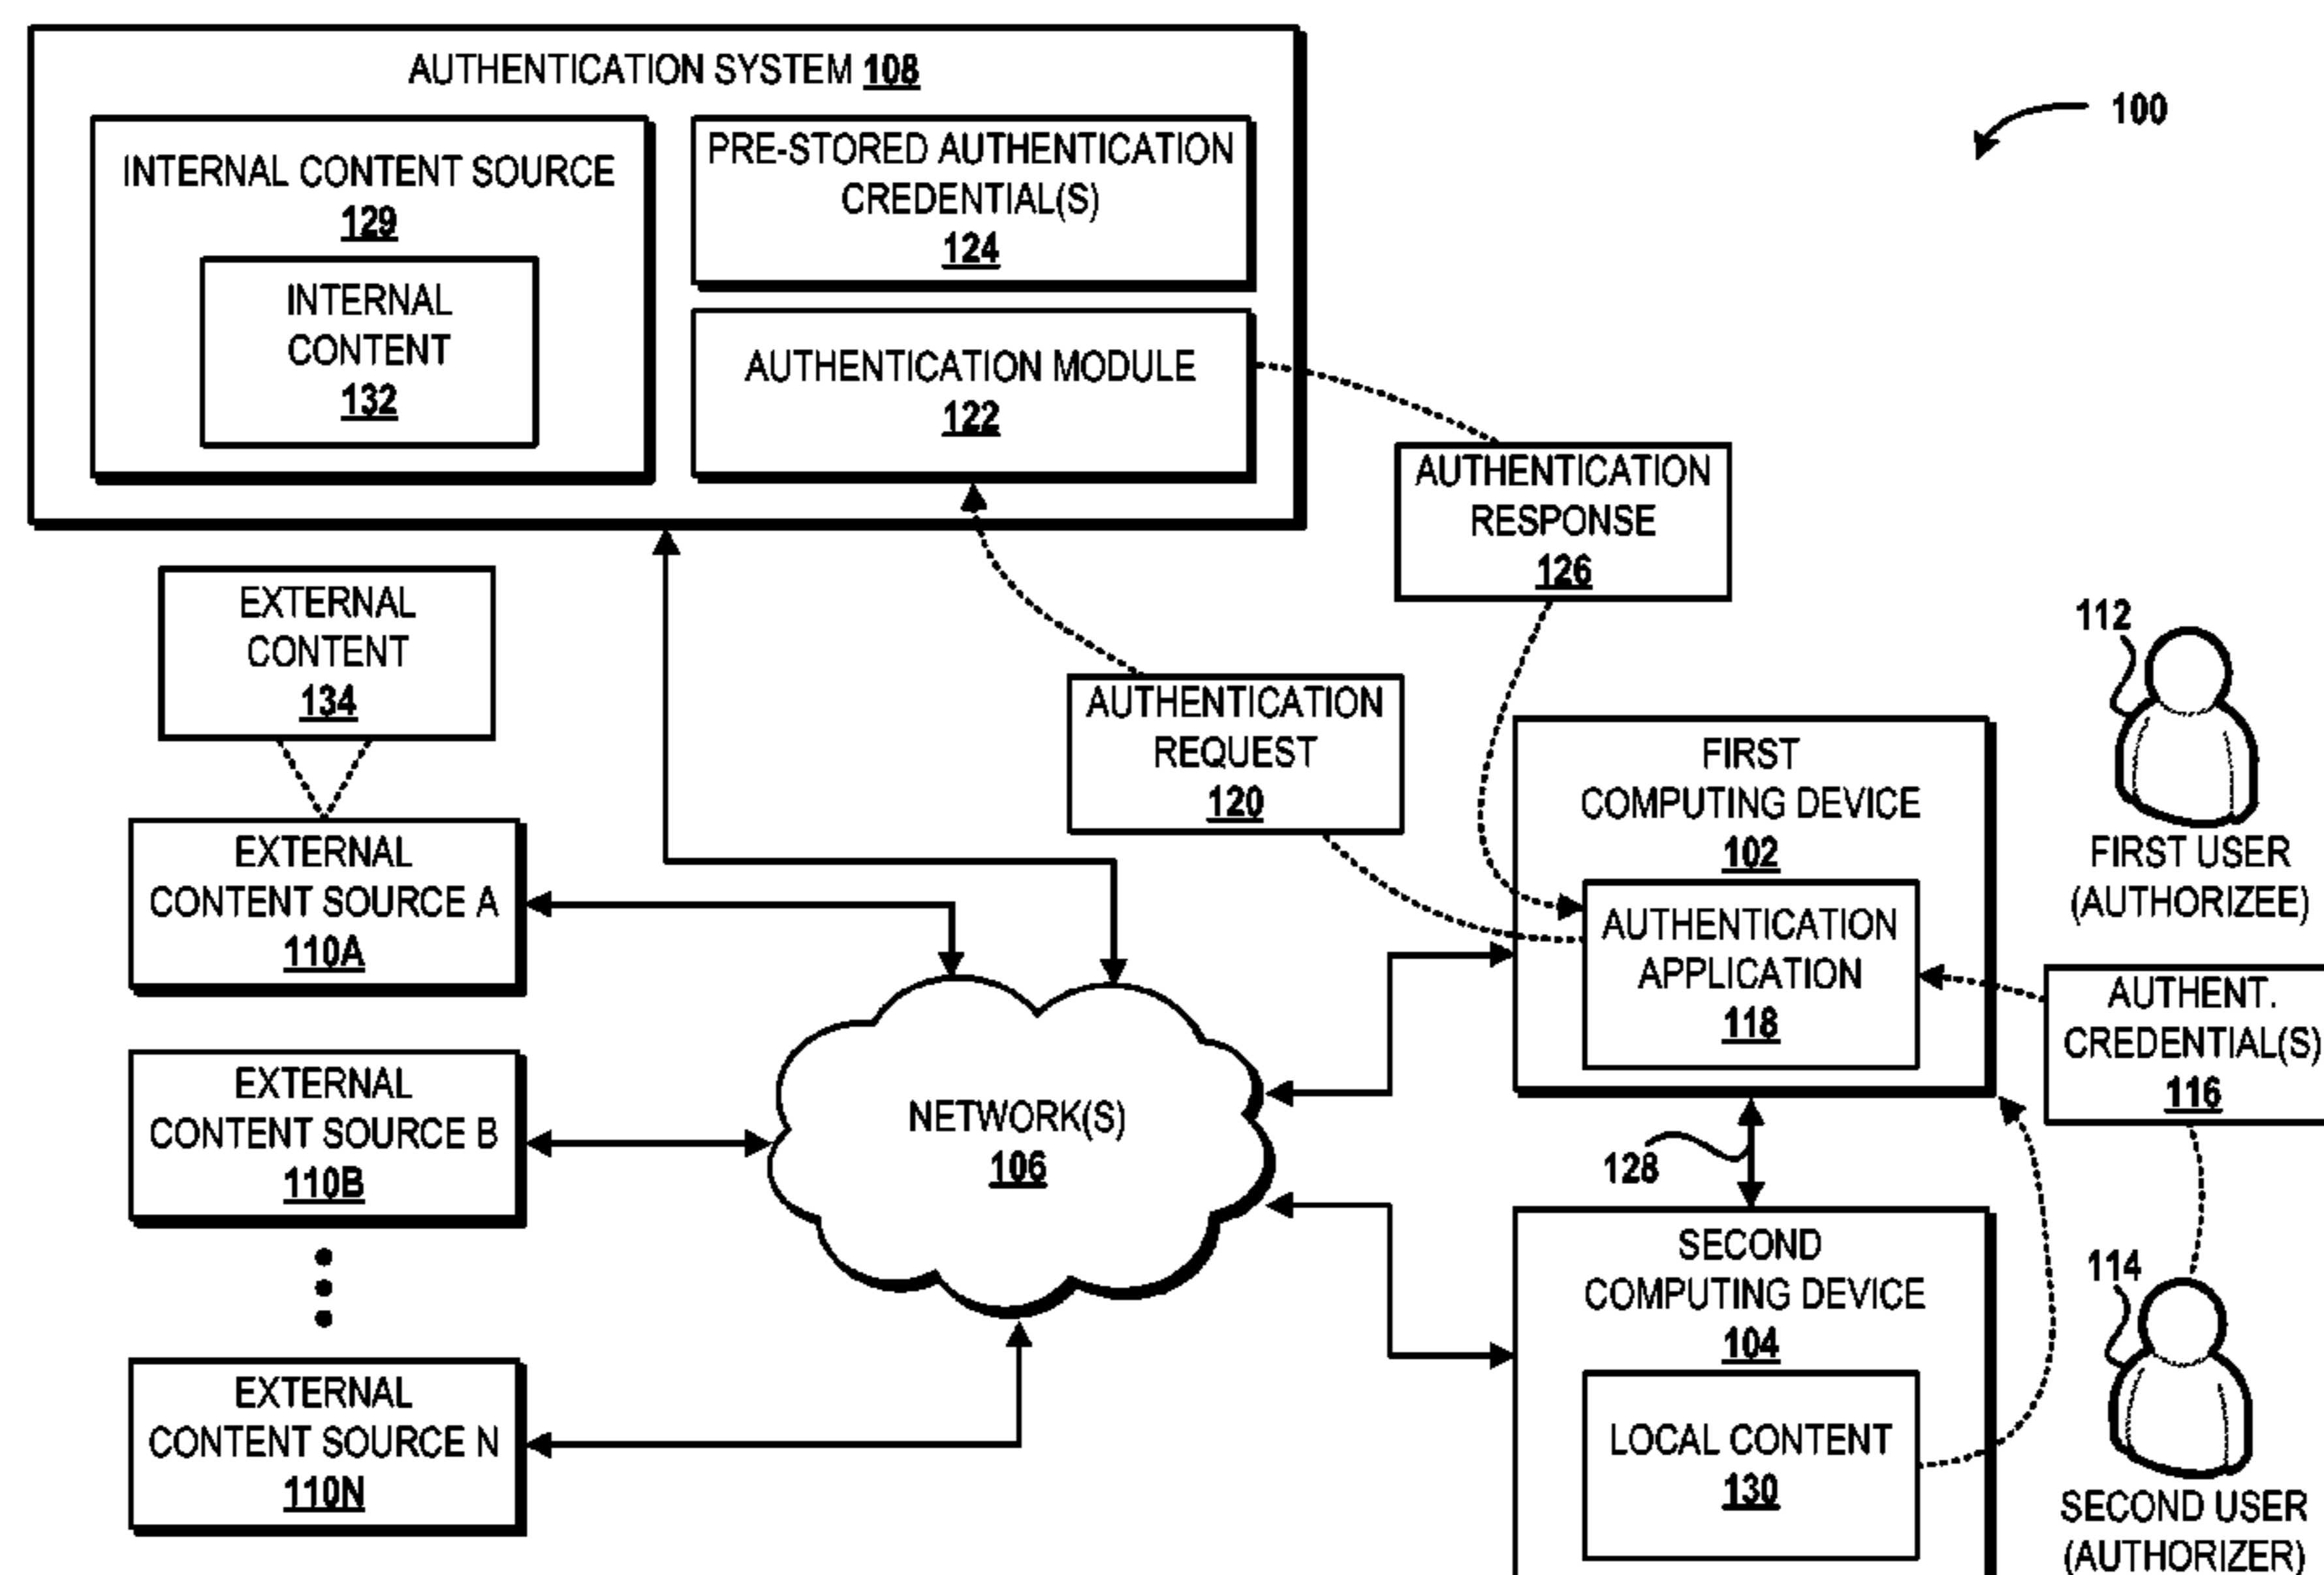 AUTHENTICATION SYSTEM 108
INTERNAL CONTENT SOURCE
129
INTERNAL
CONTENT
132
PRE-STORED AUTHENTICATION
CREDENTIAL(S)
124
AUTHENTICATION MODULE
122
100
AUTHENTICATION
RESPONSE
126
EXTERNAL
CONTENT
134
AUTHENTICATION
REQUEST
120
EXTERNAL
CONTENT SOURCE A
110A
EXTERNAL
CONTENT SOURCE B
110B
EXTERNAL
CONTENT SOURCE N
110N
NETWORK(S)
106
FIRST
COMPUTING DEVICE
102
AUTHENTICATION
APPLICATION
118
112
FIRST USER
(AUTHORIZEE)
AUTHENT.
CREDENTIAL(S)
116
128
SECOND
COMPUTING DEVICE
104
LOCAL CONTENT
130
114
SECOND USER
(AUTHORIZER)